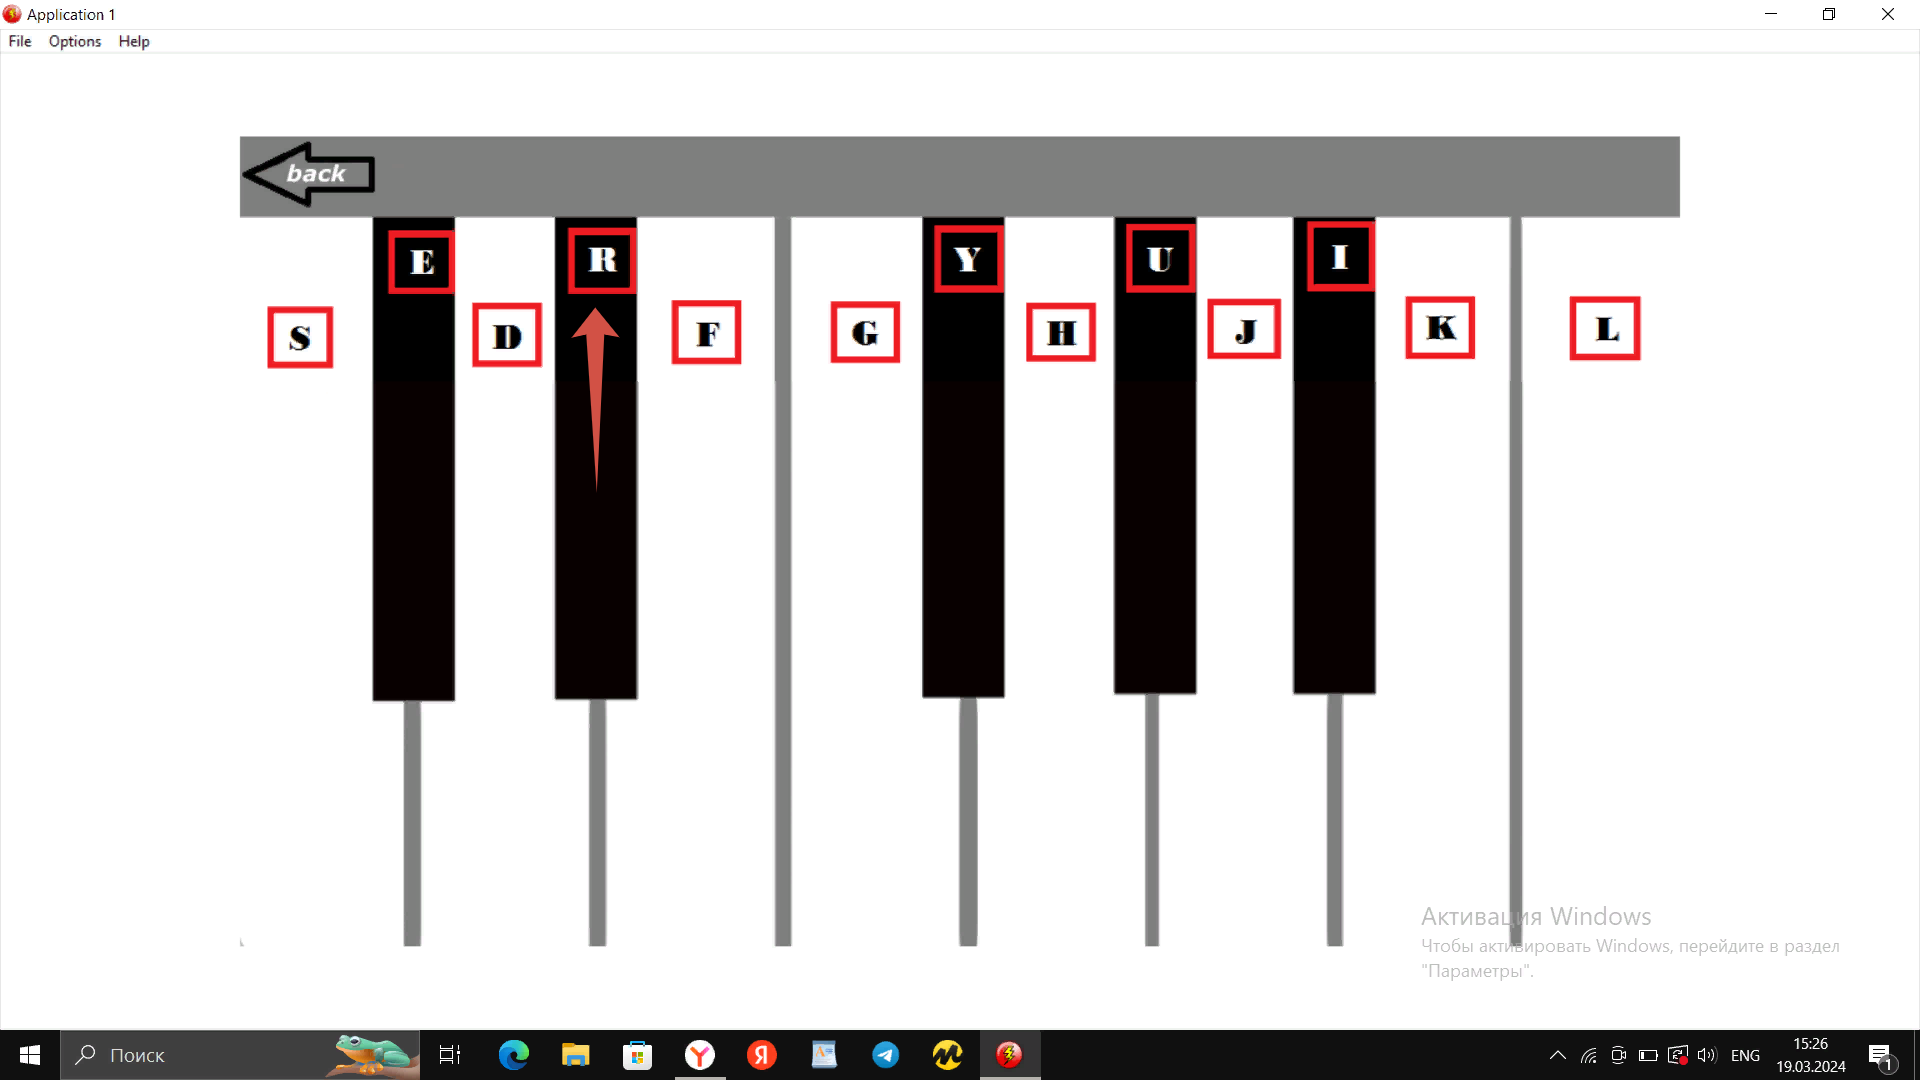 Application 1
File Options Help
back
E R Y U I
S D F G H J K L
Активация Windows
Чтобы активировать Windows, перейдите в раздел
"Параметры".
Поиск
ENG
15:26
19.03.2024
1